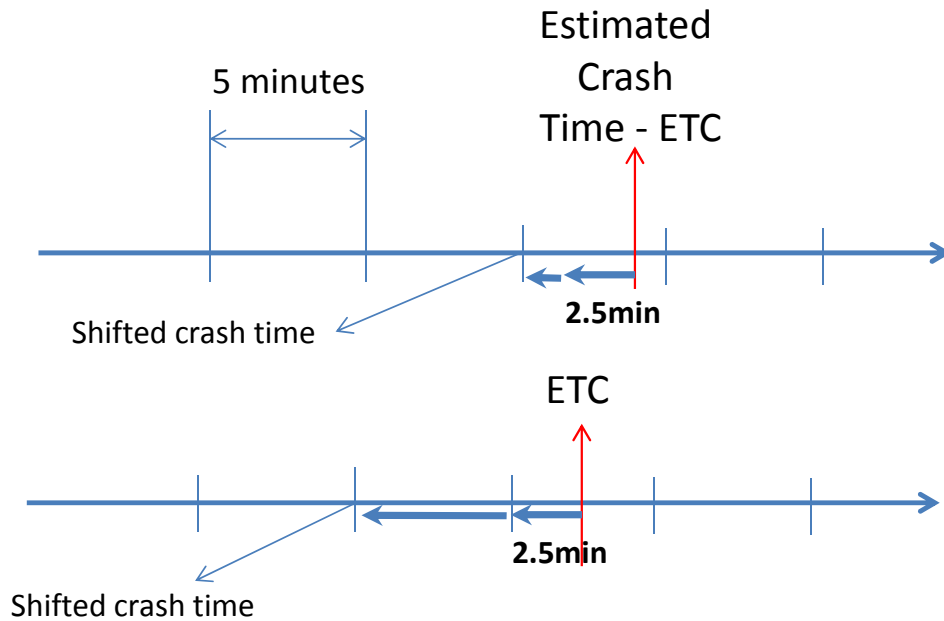 Estimated
Crash
Time - ETC
5 minutes
2.5min
Shifted crash time
ETC
2.5min
Shifted crash time